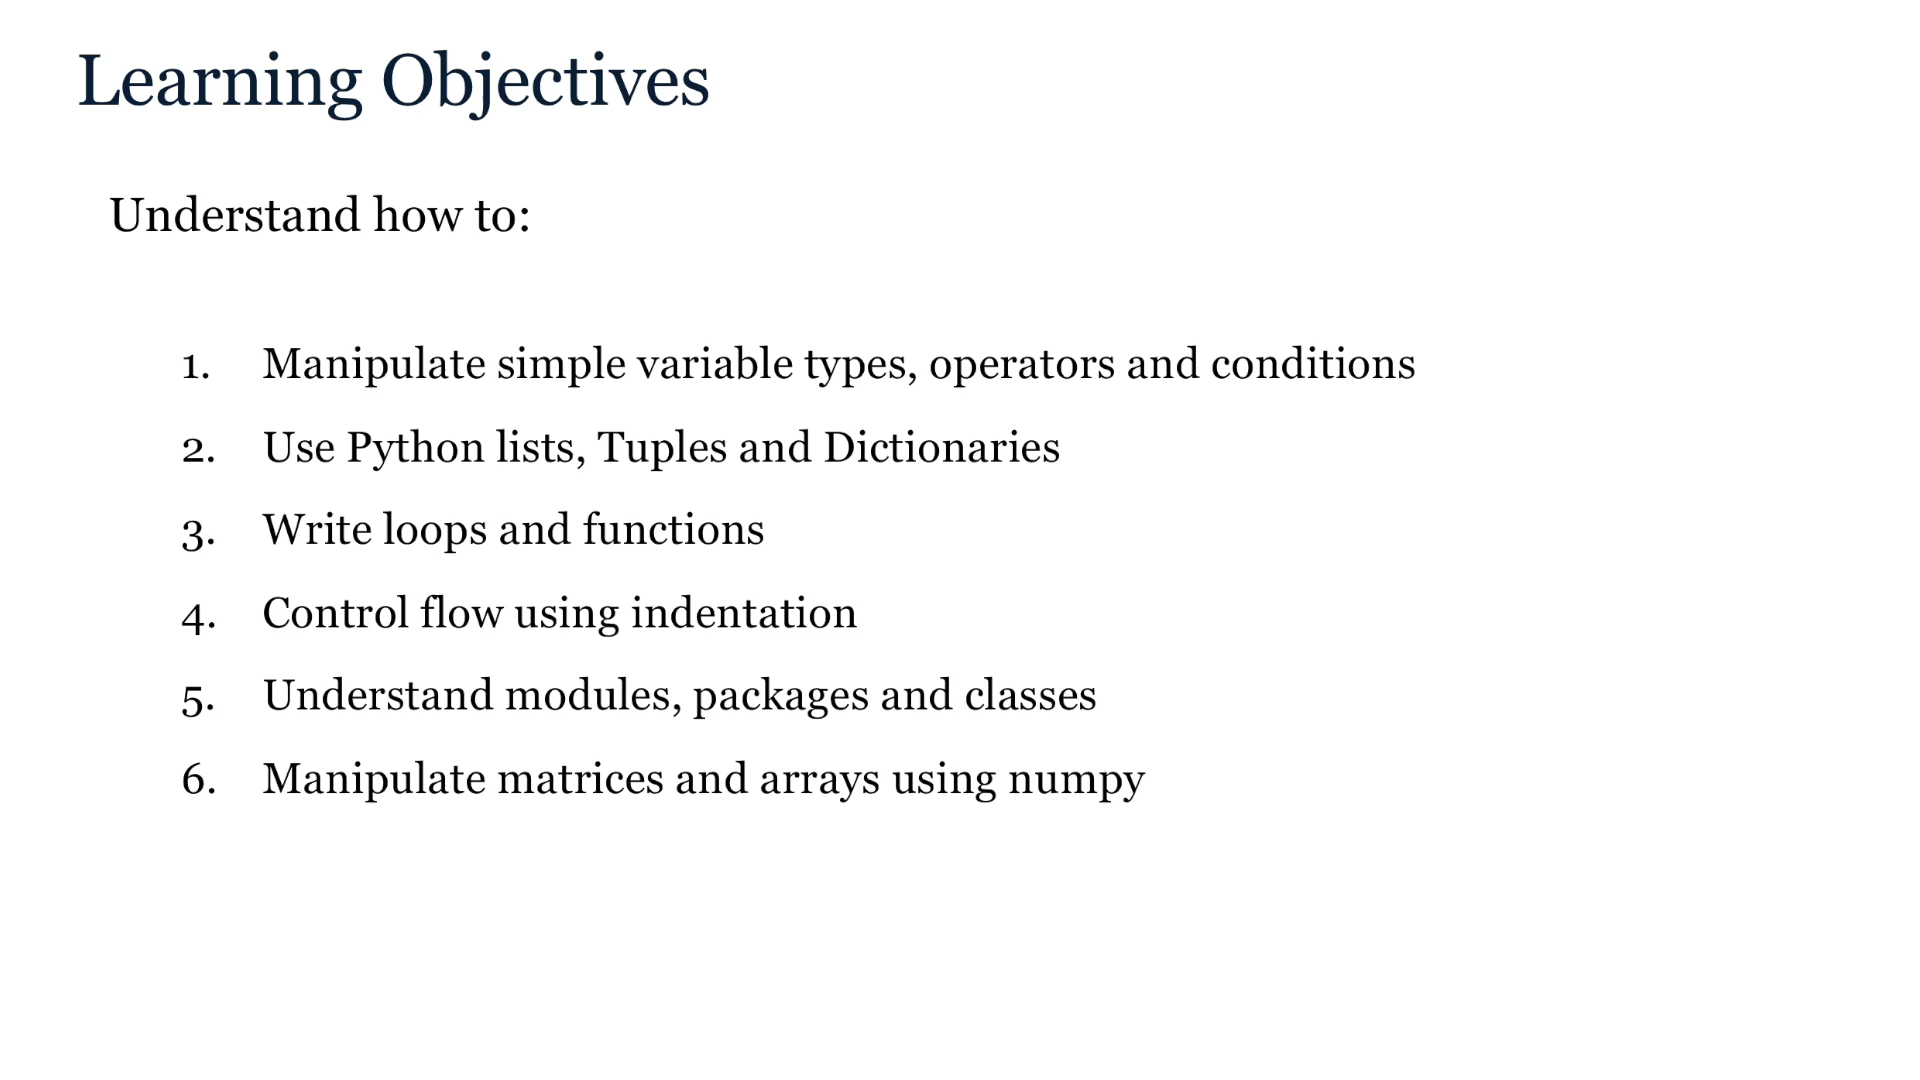 Learning Objectives
Understand how to:
1. Manipulate simple variable types, operators and conditions
2. Use Python lists, Tuples and Dictionaries
3. Write loops and functions
4. Control flow using indentation
5. Understand modules, packages and classes
6. Manipulate matrices and arrays using numpy